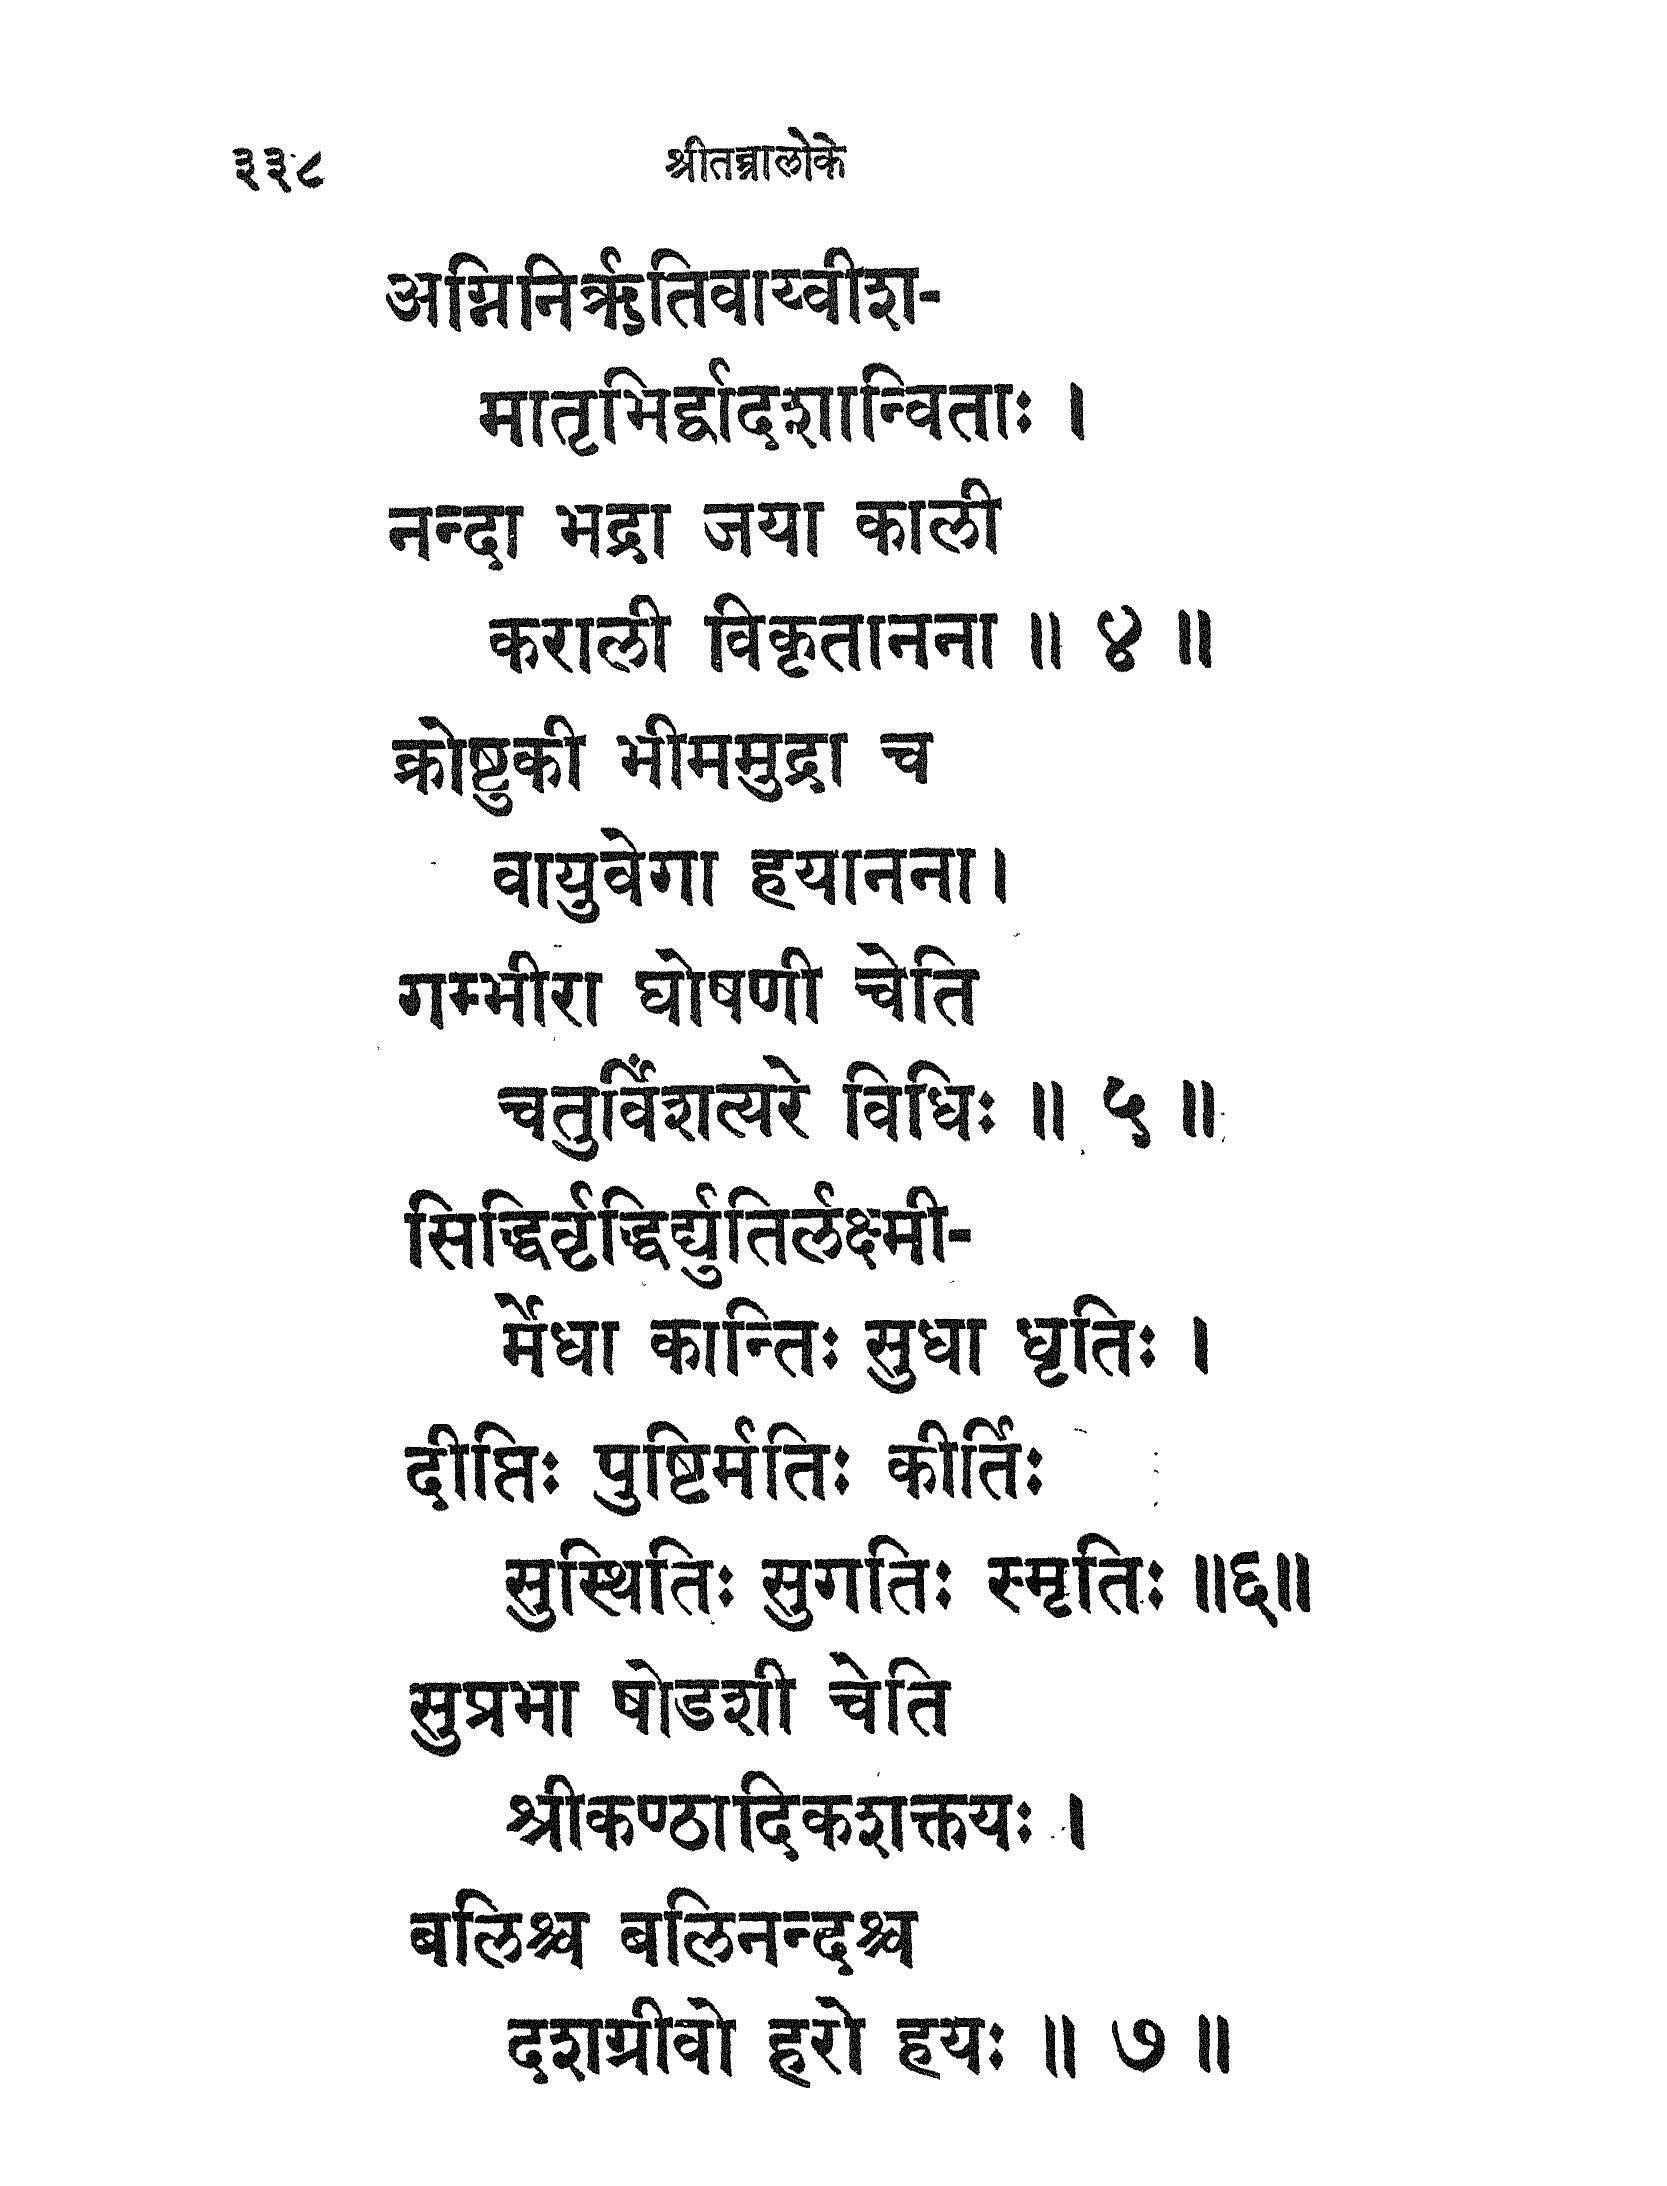 ३३८ श्रीतन्त्रालोके
अग्निनिर्ऋतिवाय्वीश-
मातृभिर्द्वादशान्विताः ।
नन्दा भद्रा जया काली
कराली विकृतानना ॥ ४ ॥
क्रोष्टुकी भीममुद्रा च
वायुवेगा हयानना ।
गम्भीरा घोषणी चेति
चतुर्विंशत्यरे विधिः ॥ ५ ॥
सिद्धिर्वृद्धिर्द्युतिर्लक्ष्मी-
र्मेधा कान्तिः सुधा धृतिः ।
दीप्तिः पुष्टिर्मतिः कीर्तिः
सुस्थितिः सुगतिः स्मृतिः ॥६॥
सुप्रभा षोडशी चेति
श्रीकण्ठादिकशक्तयः ।
बलिश्च बलिनन्दश्च
दशग्रीवो हरो हयः ॥ ७ ॥